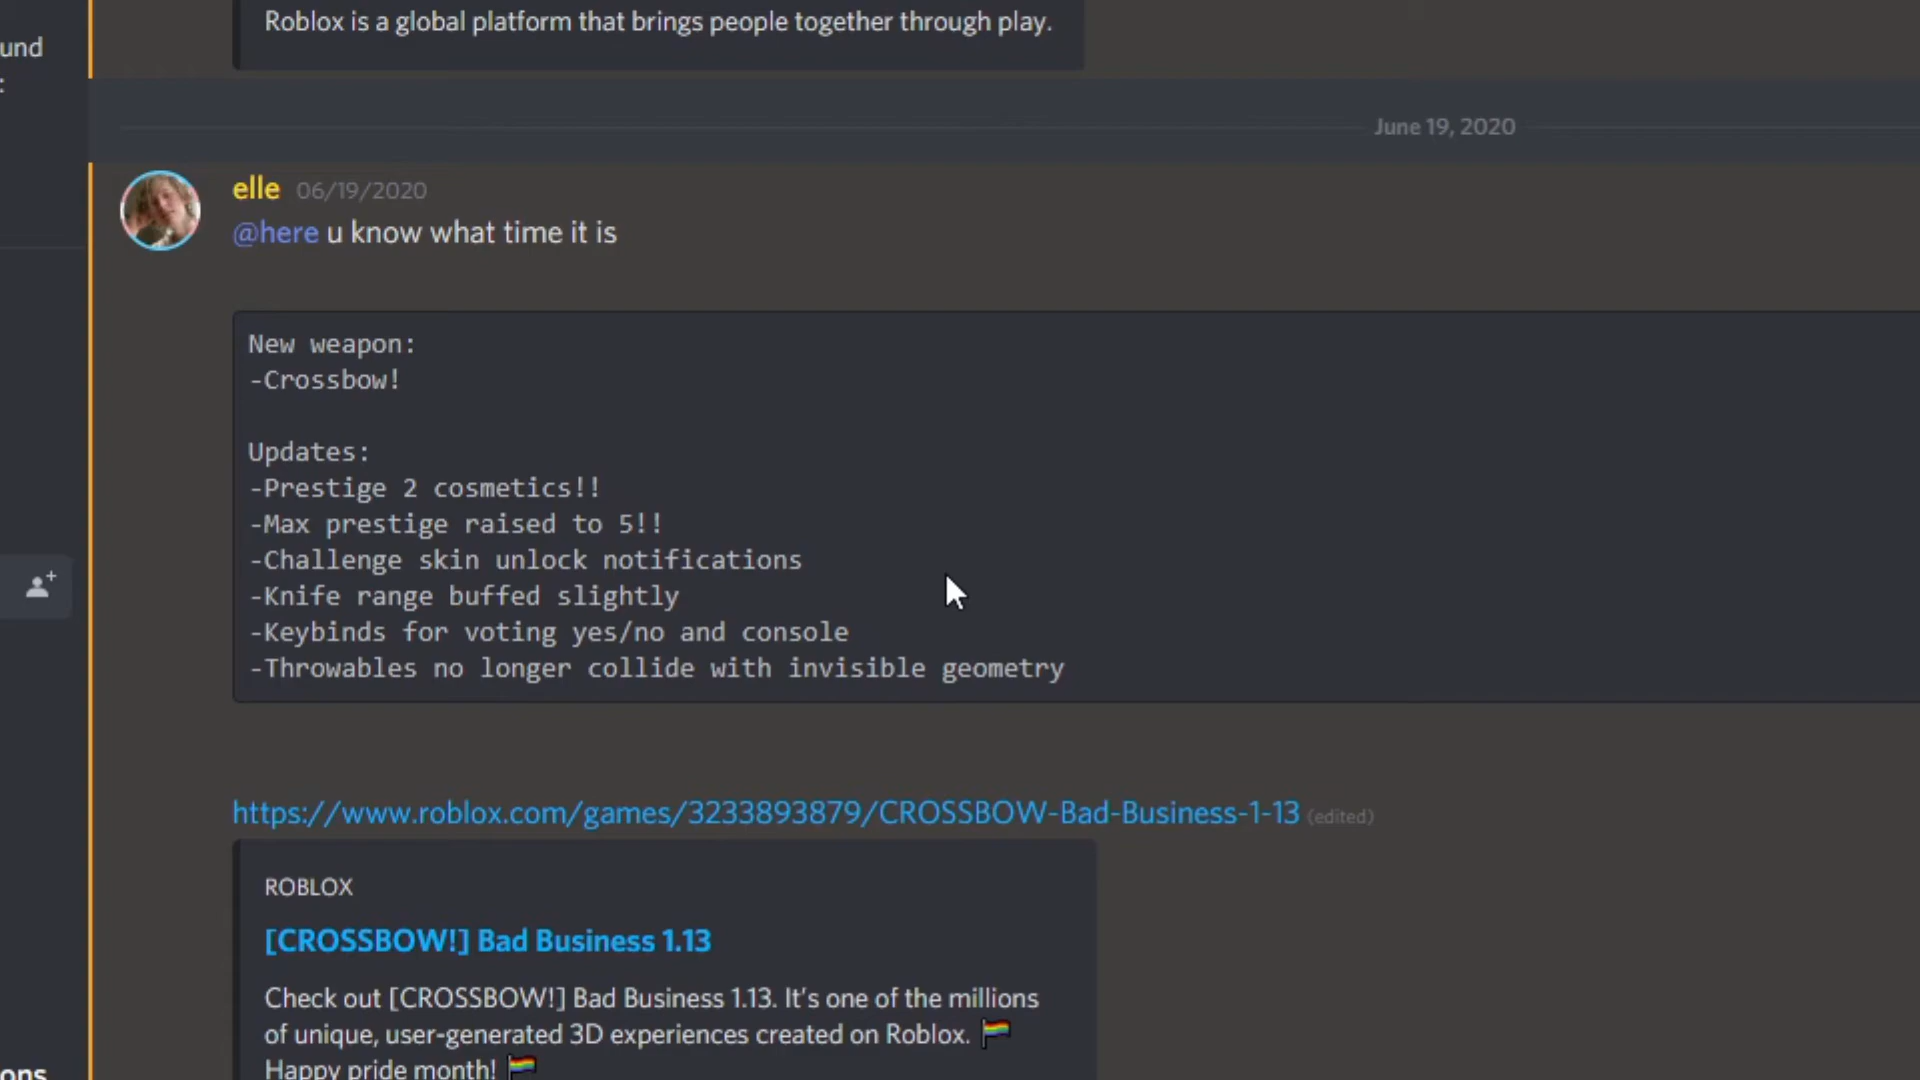 Roblox is a global platform that brings people together through play.
und
:
June 19, 2020
elle 06/19/2020
@here u know what time it is
New weapon:
-Crossbow!
Updates:
-Prestige 2 cosmetics!!
-Max prestige raised to 5!!
-Challenge skin unlock notifications
-Knife range buffed slightly
-Keybinds for voting yes/no and console
-Throwables no longer collide with invisible geometry
https://www.roblox.com/games/3233893879/CROSSBOW-Bad-Business-1-13 (edited)
ROBLOX
[CROSSBOW!] Bad Business 1.13
Check out [CROSSBOW!] Bad Business 1.13. It's one of the millions
of unique, user-generated 3D experiences created on Roblox. 🏳️‍🌈
Happy pride month! 🏳️‍🌈
ons